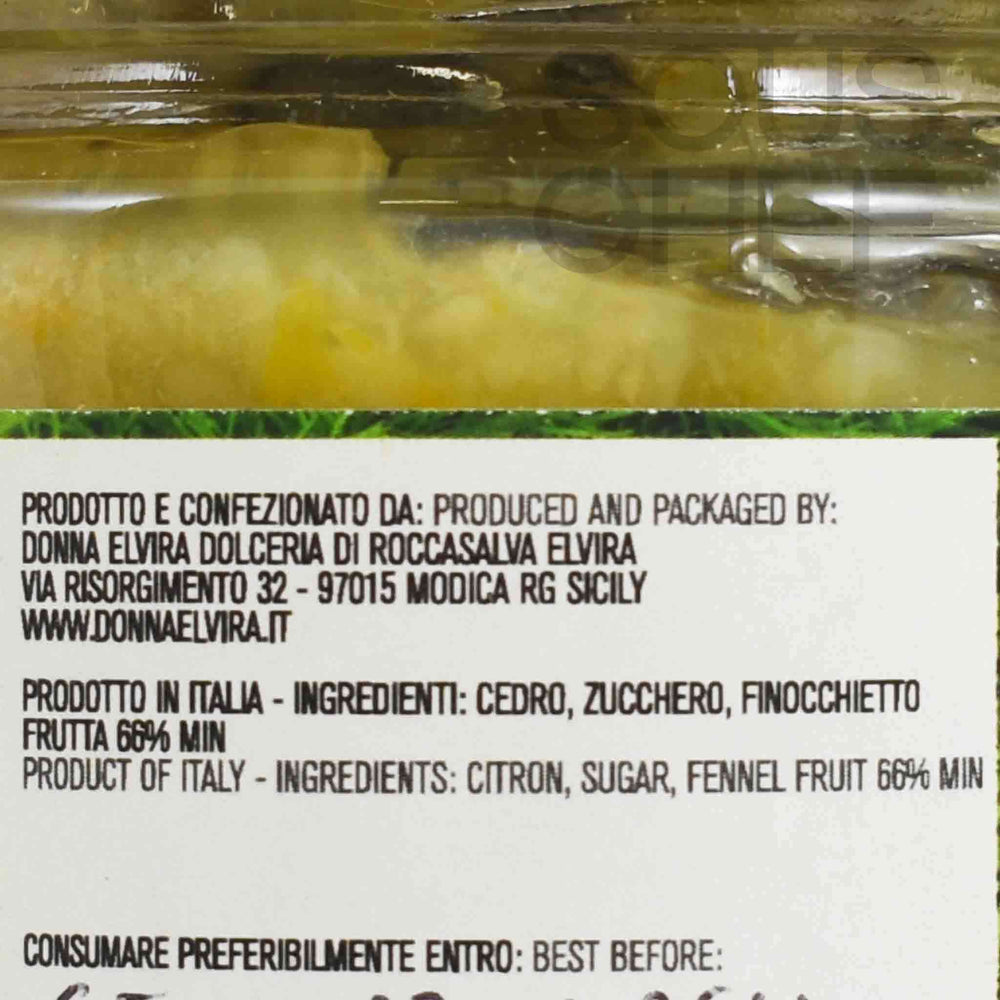 SOUS
CHEF
PRODOTTO E CONFEZIONATO DA: PRODUCED AND PACKAGED BY:
DONNA ELVIRA DOLCERIA DI ROCCASALVA ELVIRA
VIA RISORGIMENTO 32 - 97015 MODICA RG SICILY
WWW.DONNAELVIRA.IT
PRODOTTO IN ITALIA - INGREDIENTI: CEDRO, ZUCCHERO, FINOCCHIETTO
FRUTTA 66% MIN
PRODUCT OF ITALY - INGREDIENTS: CITRON, SUGAR, FENNEL FRUIT 66% MIN
CONSUMARE PREFERIBILMENTE ENTRO: BEST BEFORE: